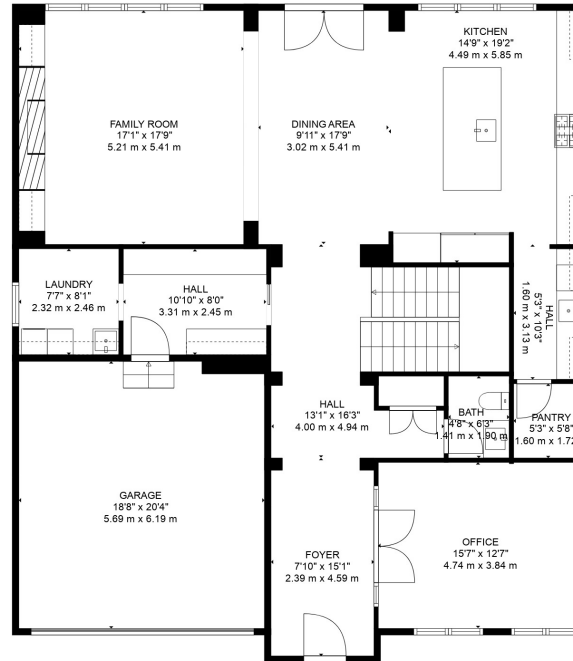 KITCHEN
14'9" x 19'2"
4.49 m x 5.85 m
FAMILY ROOM
17'1" x 17'9"
5.21 m x 5.41 m
DINING AREA
9'11" x 17'9"
3.02 m x 5.41 m
LAUNDRY
7'7" x 8'1"
2.32 m x 2.46 m
HALL
10'10" x 8'0"
3.31 m x 2.45 m
HALL
5'3" x 10'3"
1.60 m x 3.13 m
HALL
13'1" x 16'3"
4.00 m x 4.94 m
BATH
4'8" x 6'3"
1.41 m x 1.90 m
PANTRY
5'3" x 5'8"
1.60 m x 1.72
GARAGE
18'8" x 20'4"
5.69 m x 6.19 m
FOYER
7'10" x 15'1"
2.39 m x 4.59 m
OFFICE
15'7" x 12'7"
4.74 m x 3.84 m